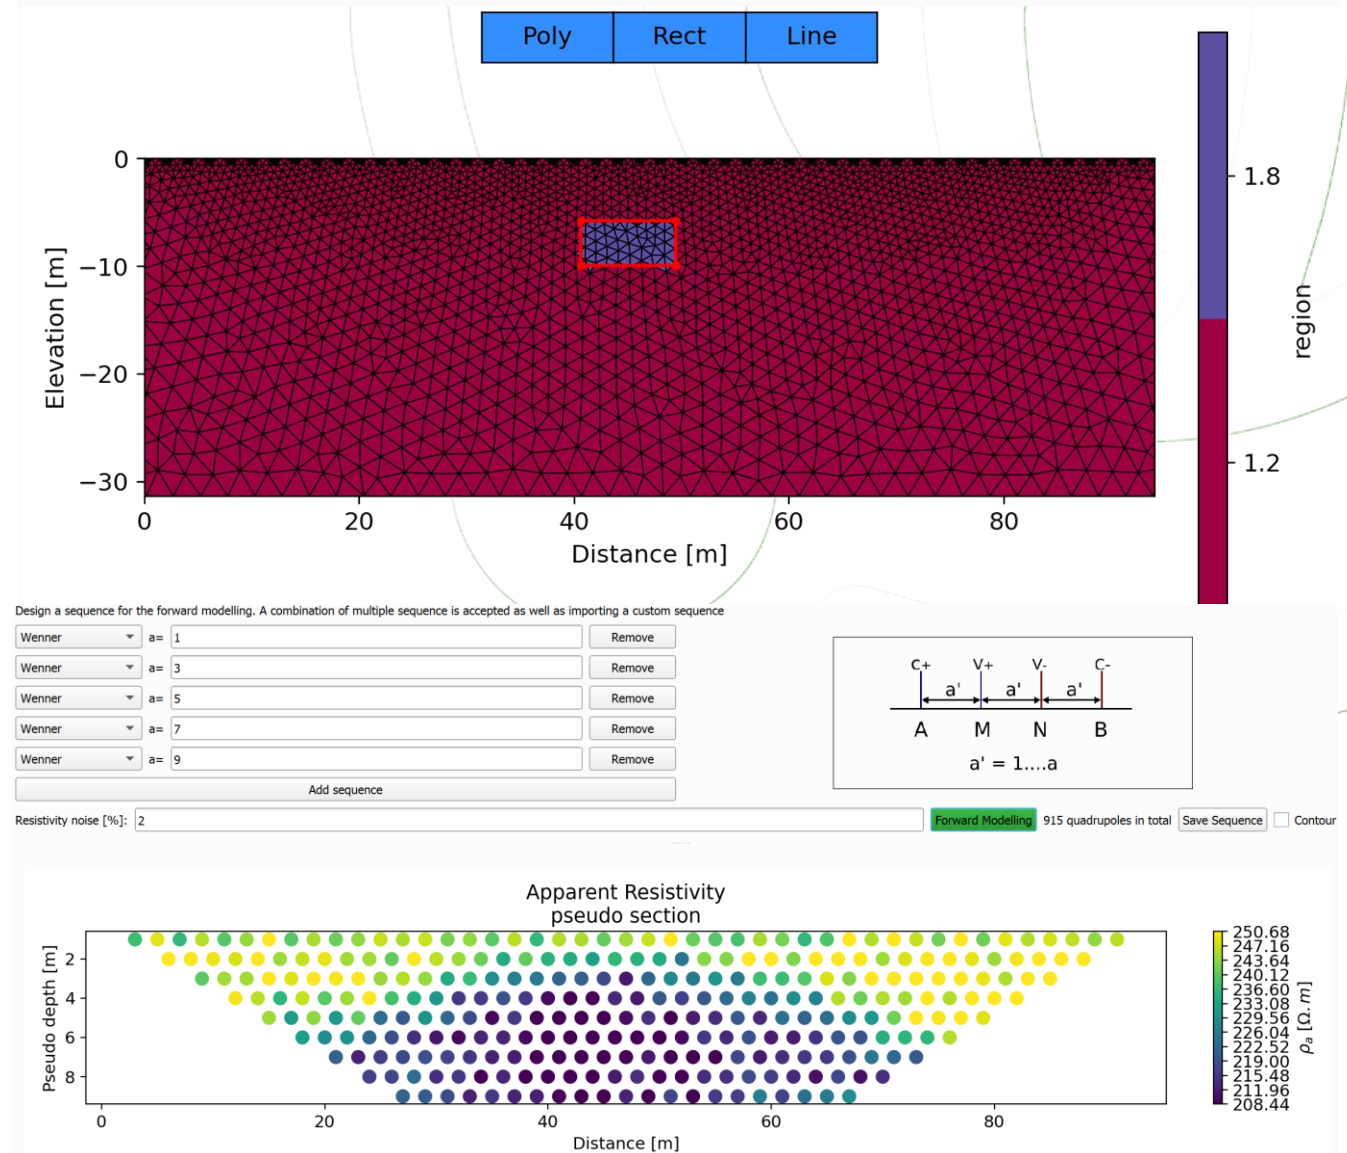 Poly Rect Line
0
−10
−20
−30
Elevation [m]
0 20 40 60 80
Distance [m]
1.8
1.2
region
Design a sequence for the forward modelling. A combination of multiple sequence is accepted as well as importing a custom sequence
Wenner a= 1 Remove
Wenner a= 3 Remove
Wenner a= 5 Remove
Wenner a= 7 Remove
Wenner a= 9 Remove
Add sequence
C+ V+ V- C-
a' a' a'
A M N B
a' = 1....a
Resistivity noise [%]: 2 Forward Modelling 915 quadrupoles in total Save Sequence Contour
Apparent Resistivity
pseudo section
2
4
6
8
Pseudo depth [m]
0 20 40 60 80
Distance [m]
250.68
247.16
243.64
240.12
236.60
233.08
229.56
226.04
222.52
219.00
215.48
211.96
208.44
ρa [Ω.m]